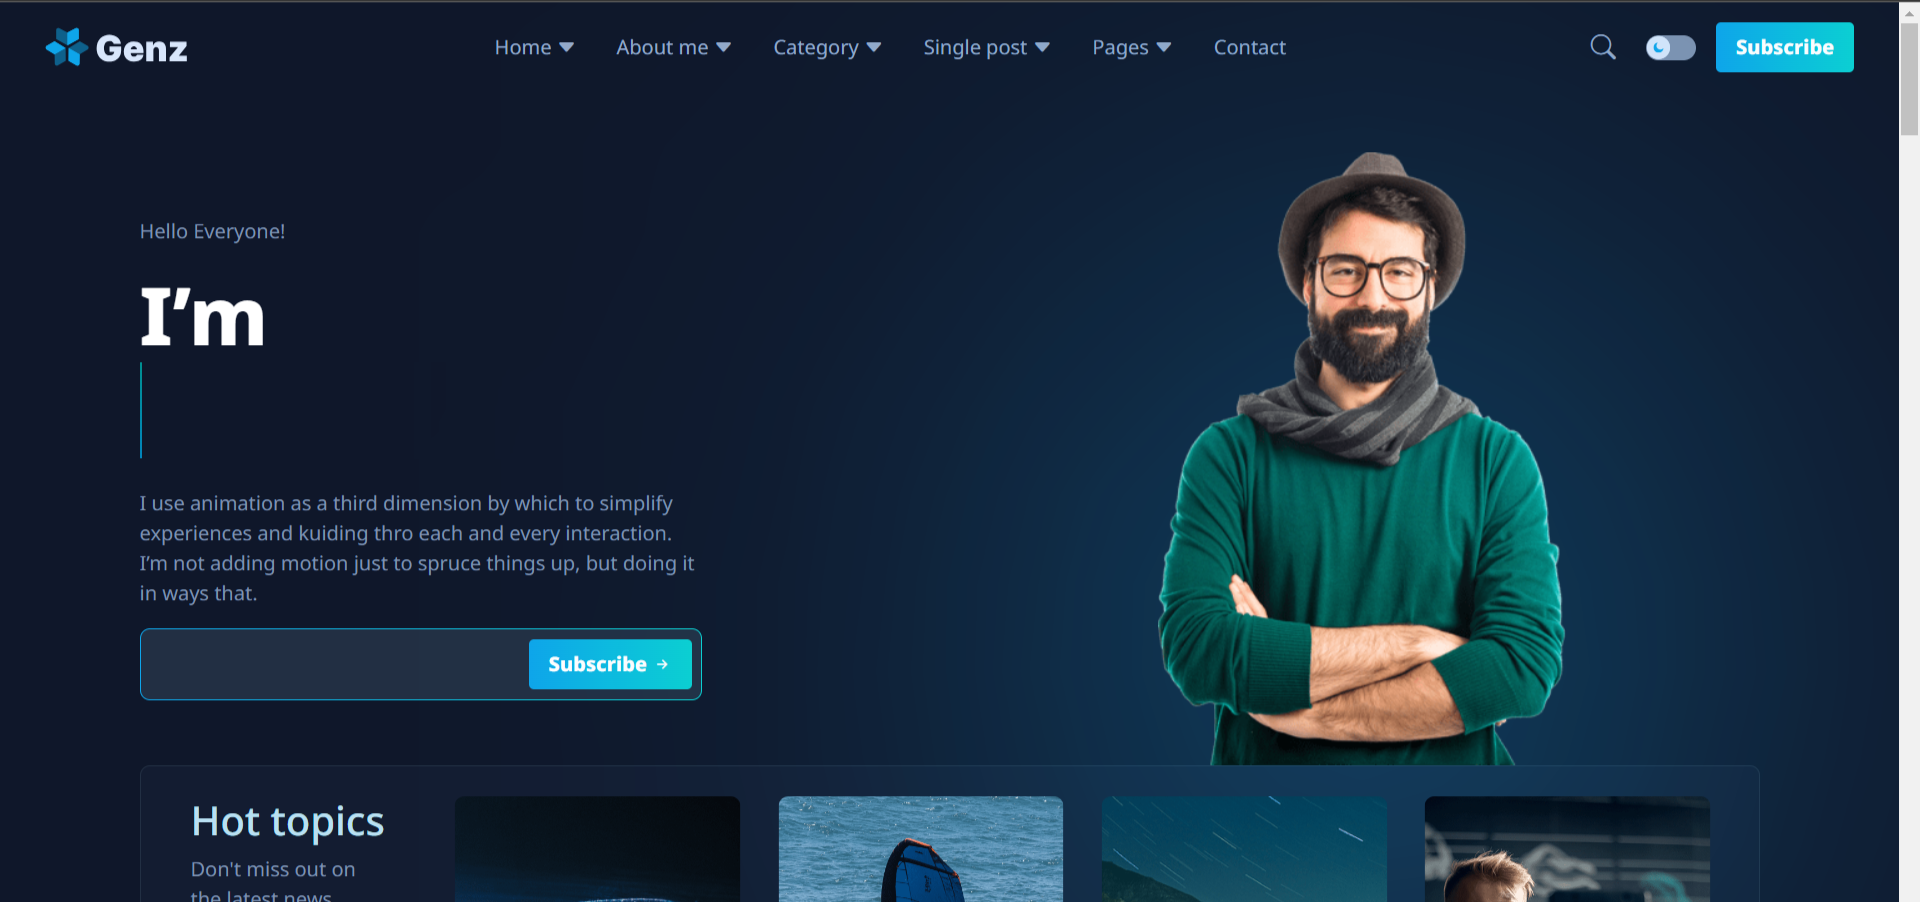 Genz
Home
About me
Category
Single post
Pages
Contact
Subscribe
Hello Everyone!
I’m
I use animation as a third dimension by which to simplify
experiences and kuiding thro each and every interaction.
I’m not adding motion just to spruce things up, but doing it
in ways that.
Subscribe
Hot topics
Don't miss out on
the latest news